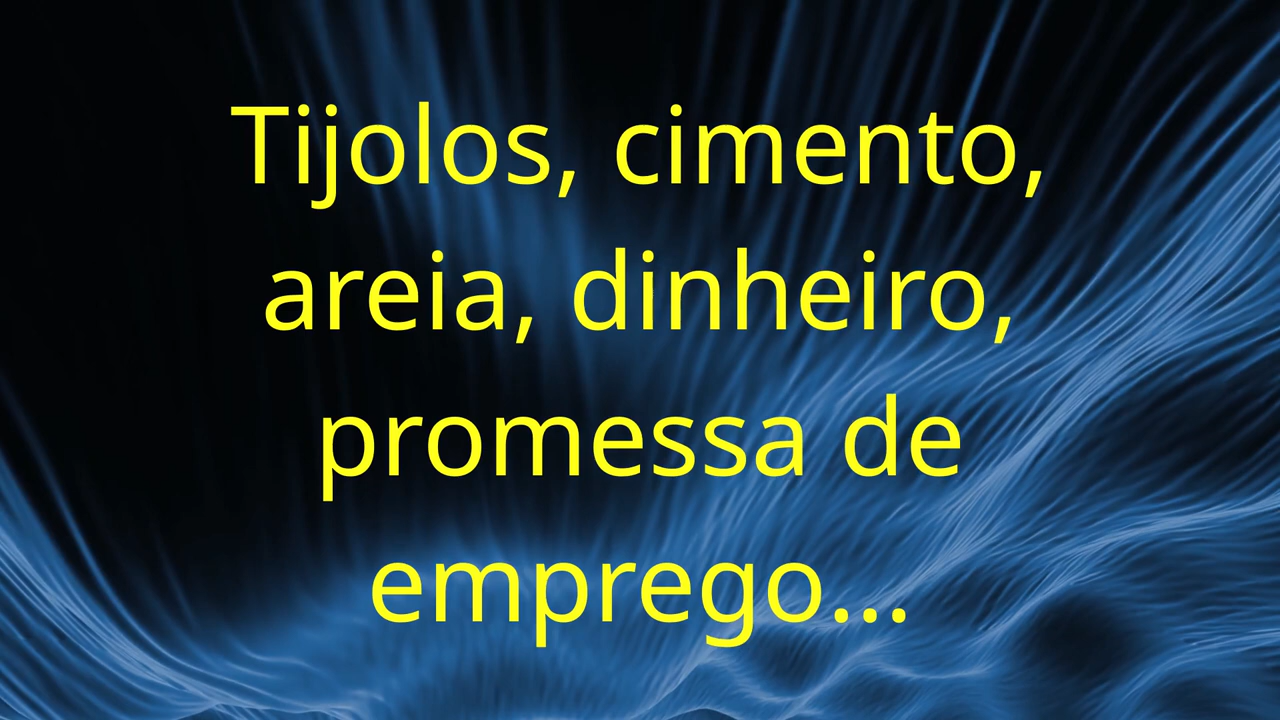 Tijolos, cimento,
areia, dinheiro,
promessa de
emprego...